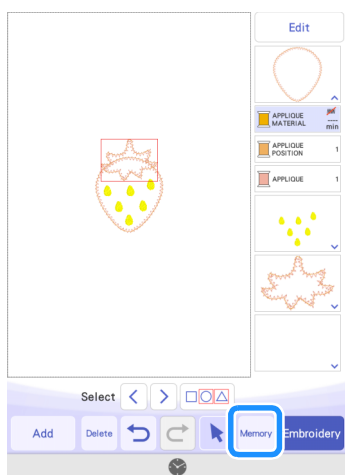 Edit
APPLIQUE
MATERIAL
min
APPLIQUE
POSITION
1
APPLIQUE
1
Select
Add
Delete
Memory
Embroidery